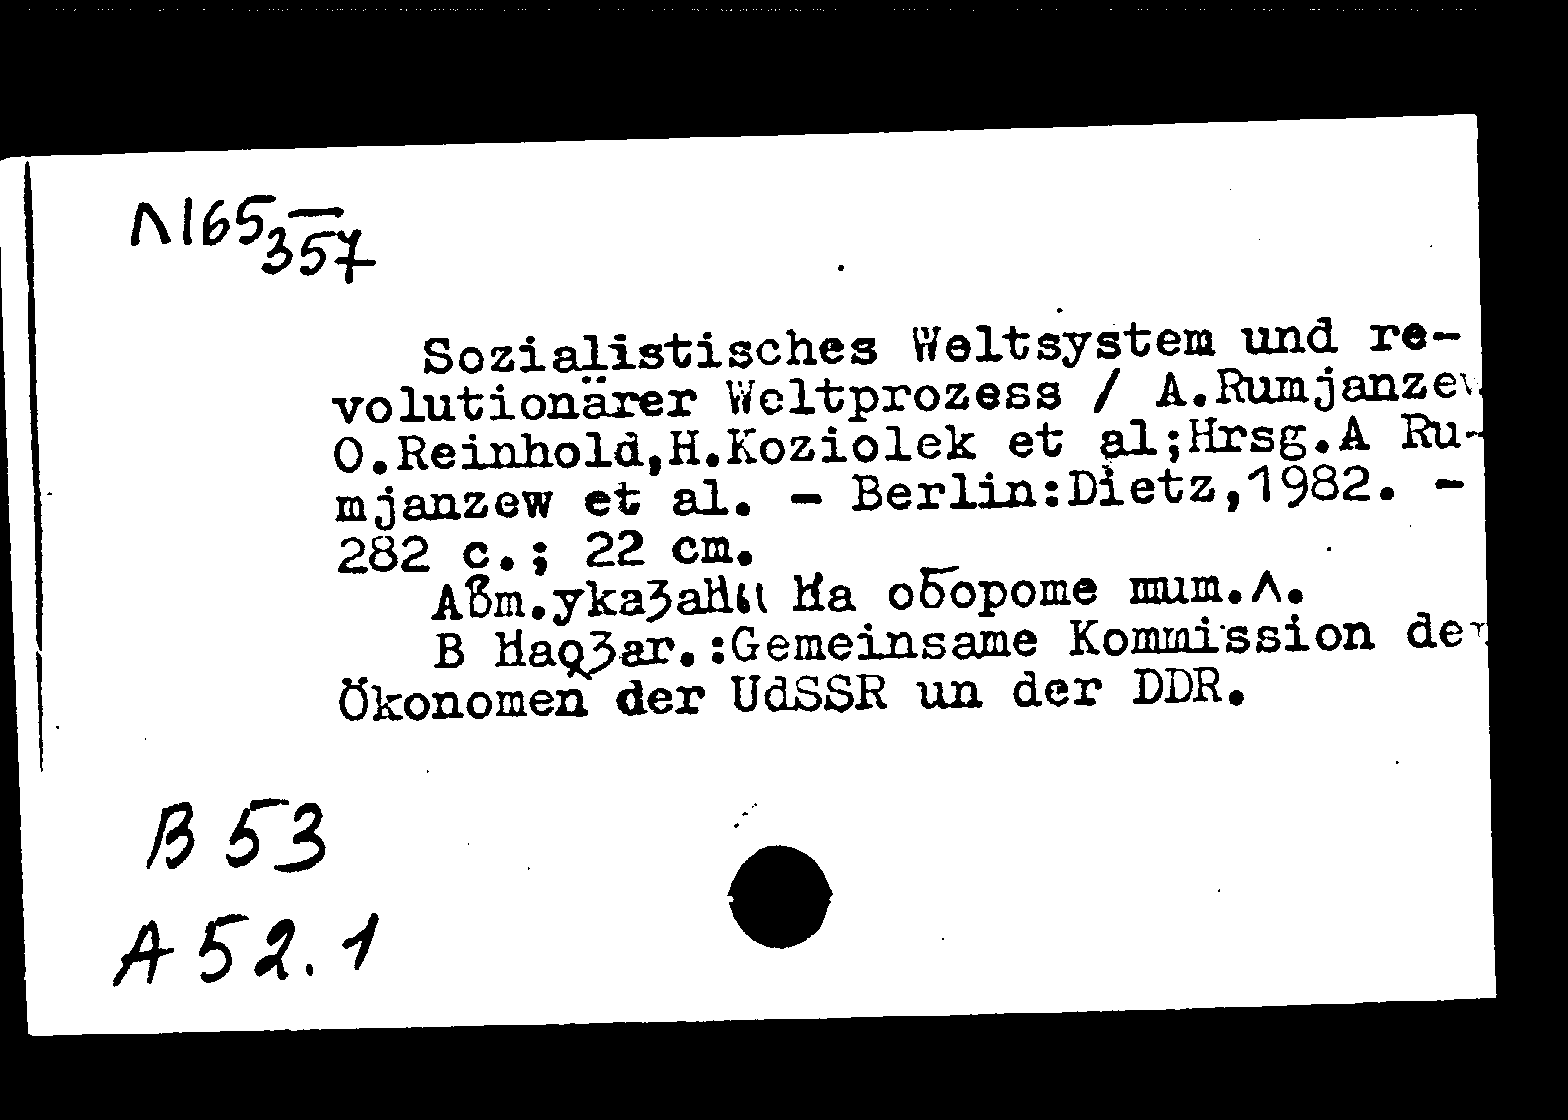 Л165
357
Sozialistisches Weltsystem und re-
volutionärer Weltprozess / A.Rumjanzew
O.Reinhold,H.Koziolek et al;Hrsg.A Ru-
mjanzew et al. - Berlin:Dietz,1982. -
282 c.; 22 cm.
Авт.указаны на обороте тит.л.
В надзаг.:Gemeinsame Kommission der
Ökonomen der UdSSR un der DDR.
B 53
A 52.1